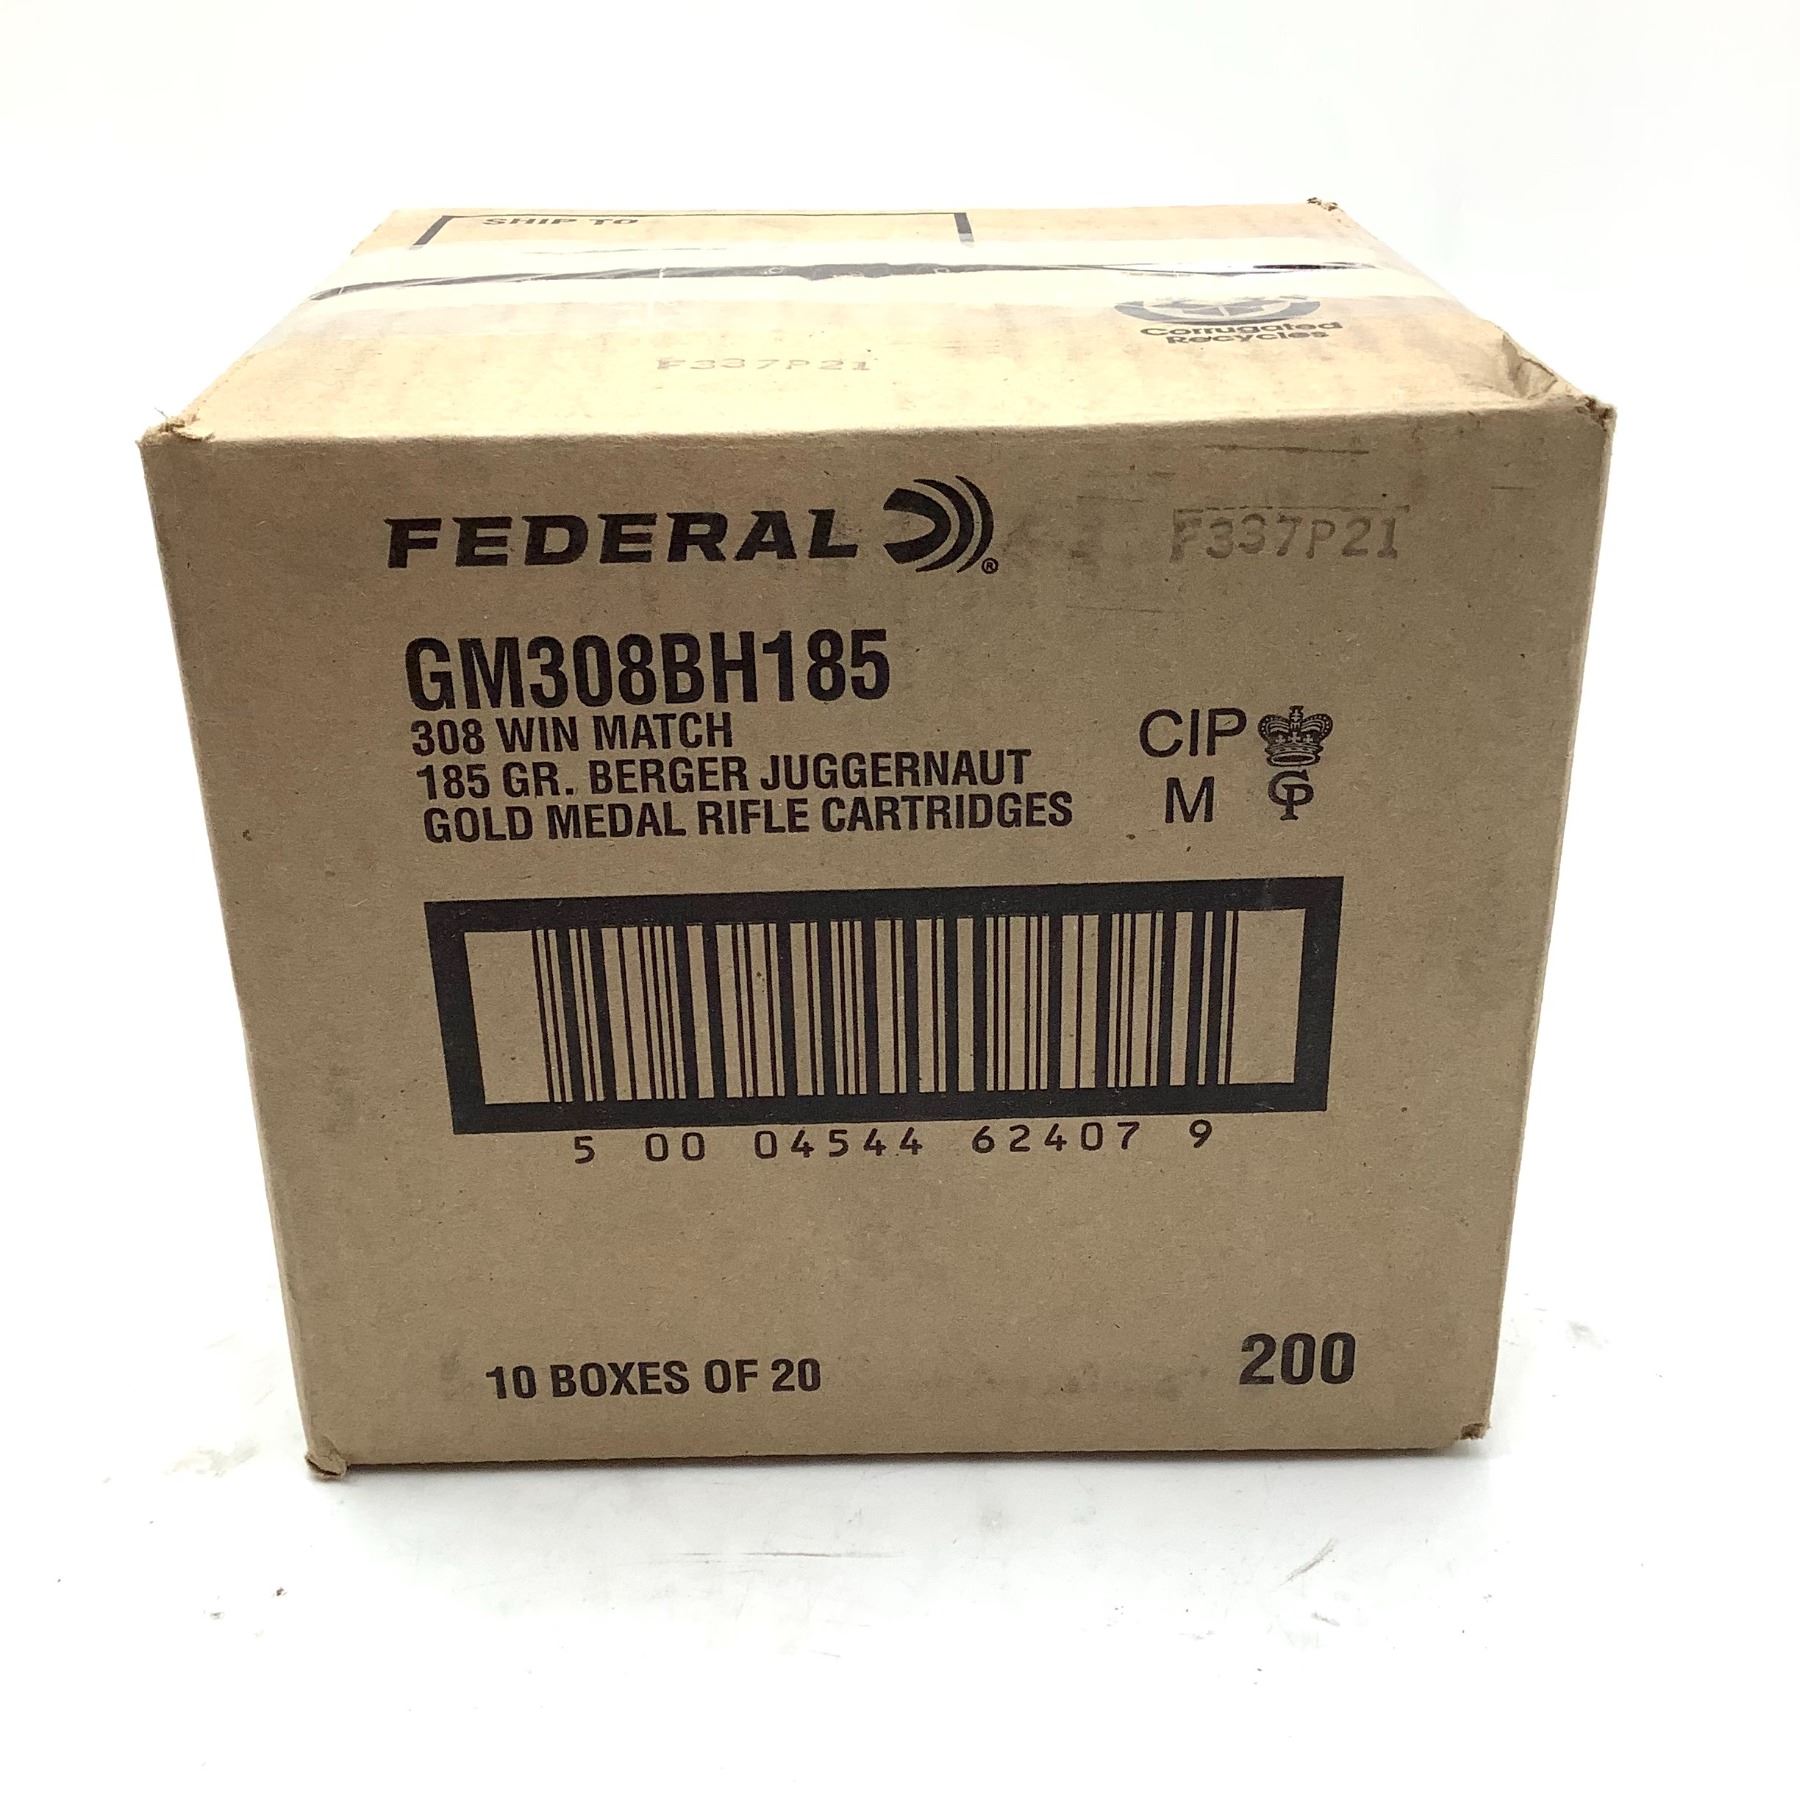 SHIP TO
Corrugated
Recycles
F337P21
FEDERAL ®
F337P21
GM308BH185
308 WIN MATCH
185 GR. BERGER JUGGERNAUT
GOLD MEDAL RIFLE CARTRIDGES
CIP
M GP
5 00 04544 62407 9
10 BOXES OF 20
200